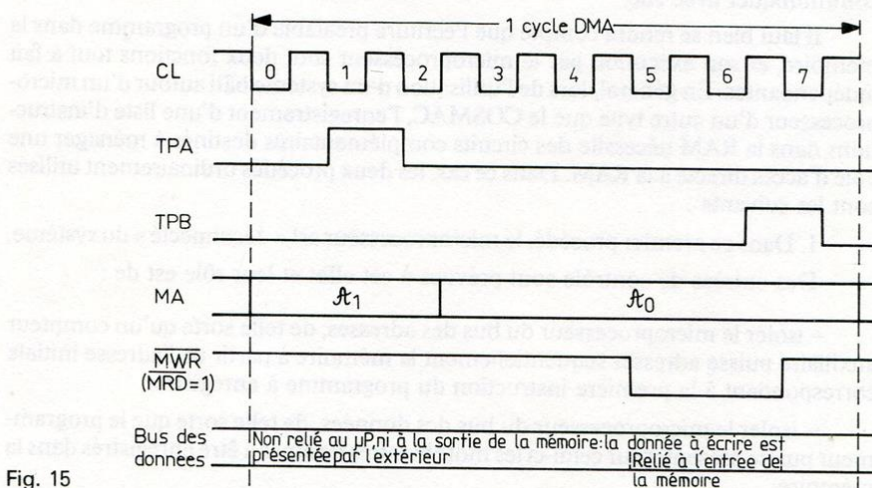 1 cycle DMA
CL 0 1 2 3 4 5 6 7
TPA
TPB
MA A1 A0
MWR
(MRD=1)
Bus des données
Non relié au µP,ni à la sortie de la mémoire:la donnée à écrire est
présentée par l'extérieur
Relié à l'entrée de
la mémoire
Fig. 15